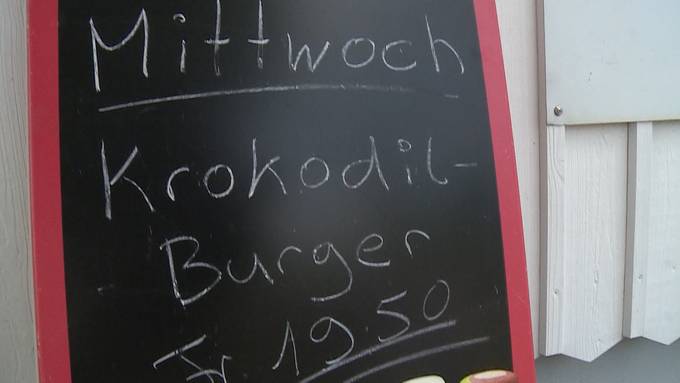 Mittwoch
Krokodil-
Burger
Fr 19.50